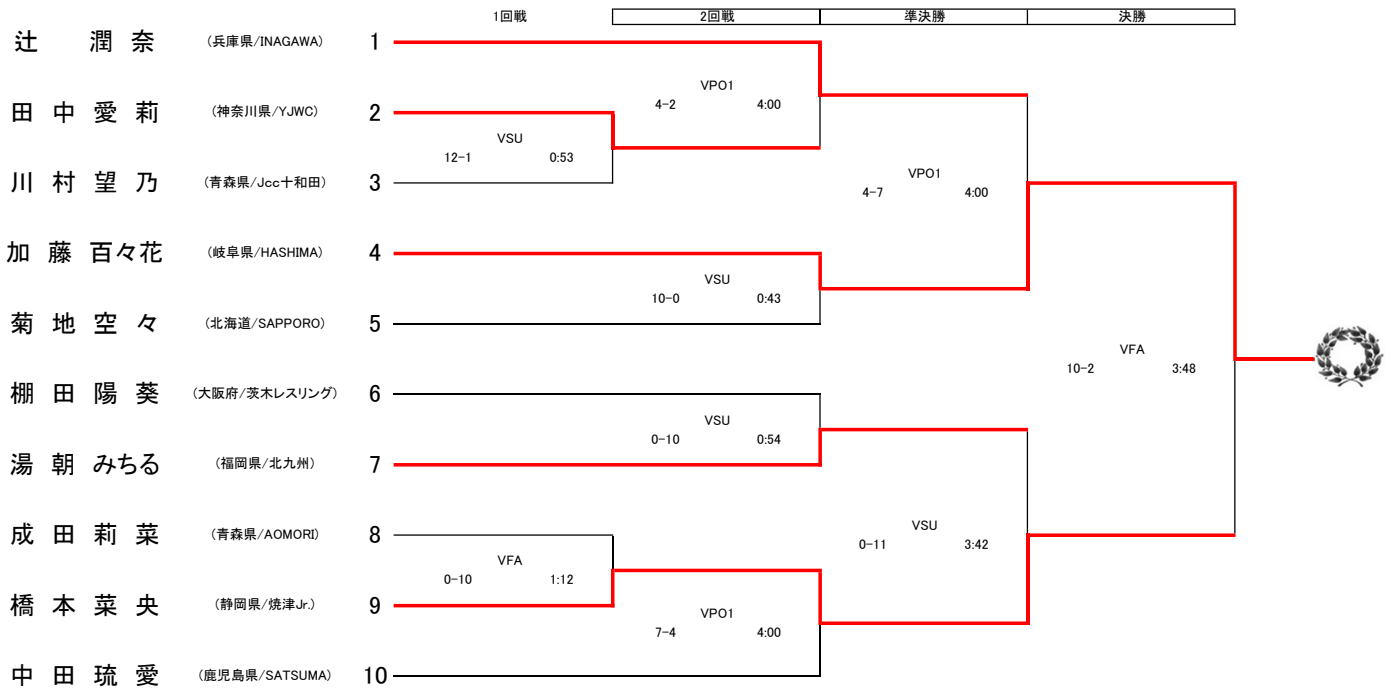 1回戦 2回戦 準決勝 決勝
辻 潤奈 (兵庫県/INAGAWA) 1
VPO1
4-2 4:00
田中愛莉 (神奈川県/YJWC) 2
VSU
12-1 0:53
川村望乃 (青森県/Jcc十和田) 3
VPO1
4-7 4:00
加藤百々花 (岐阜県/HASHIMA) 4
VSU
10-0 0:43
菊地空々 (北海道/SAPPORO) 5
VFA
10-2 3:48
棚田陽葵 (大阪府/茨木レスリング) 6
VSU
0-10 0:54
湯朝みちる (福岡県/北九州) 7
成田莉菜 (青森県/AOMORI) 8
VSU
0-11 3:42
VFA
0-10 1:12
橋本菜央 (静岡県/焼津Jr.) 9
VPO1
7-4 4:00
中田琉愛 (鹿児島県/SATSUMA) 10